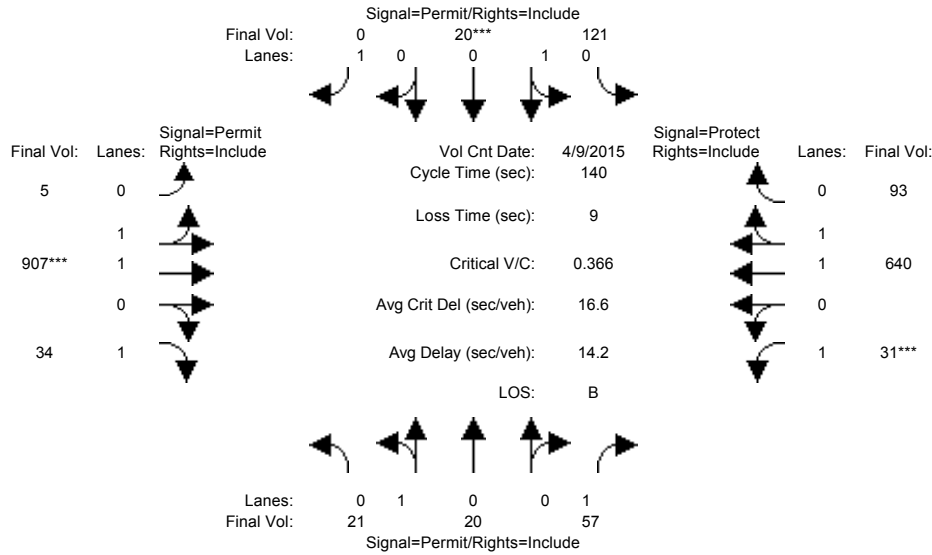 Signal=Permit/Rights=Include
Final Vol: 0 20*** 121
Lanes: 1 0 0 1 0
Signal=Permit Signal=Protect
Final Vol: Lanes: Rights=Include Vol Cnt Date: 4/9/2015 Rights=Include Lanes: Final Vol:
Cycle Time (sec): 140
5 0 0 93
Loss Time (sec): 9
1 1
907*** 1 Critical V/C: 0.366 1 640
0 Avg Crit Del (sec/veh): 16.6 0
34 1 Avg Delay (sec/veh): 14.2 1 31***
LOS: B
Lanes: 0 1 0 0 1
Final Vol: 21 20 57
Signal=Permit/Rights=Include